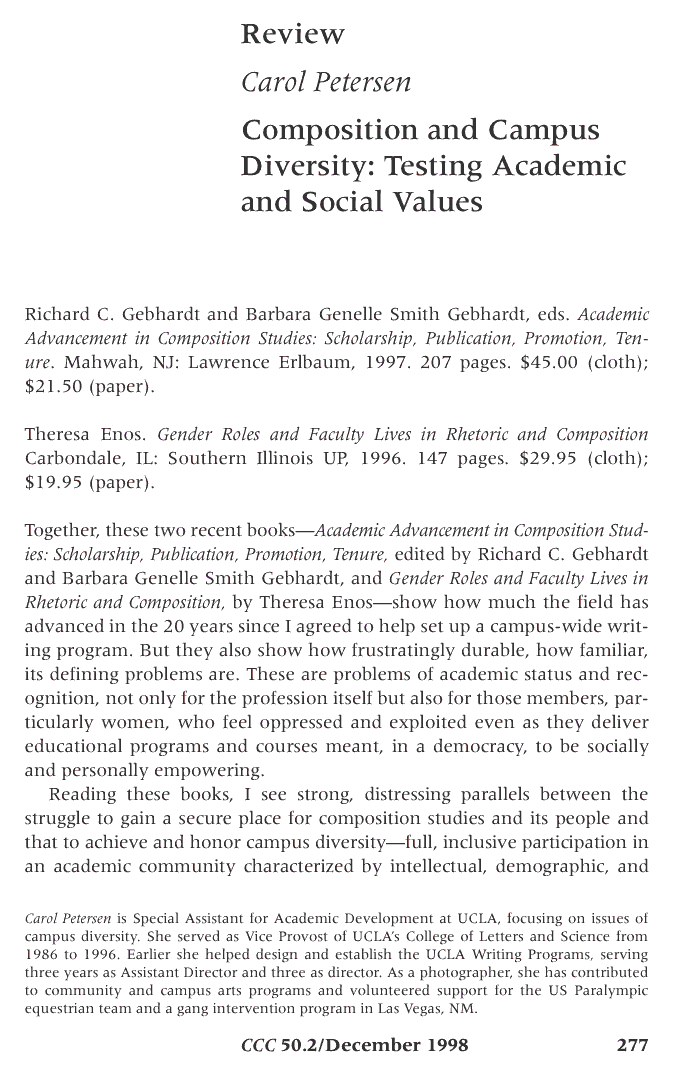 Review
Carol Petersen
Composition and Campus
Diversity: Testing Academic
and Social Values
Richard C. Gebhardt and Barbara Genelle Smith Gebhardt, eds. Academic
Advancement in Composition Studies: Scholarship, Publication, Promotion, Ten-
ure. Mahwah, NJ: Lawrence Erlbaum, 1997. 207 pages. $45.00 (cloth);
$21.50 (paper).
Theresa Enos. Gender Roles and Faculty Lives in Rhetoric and Composition
Carbondale, IL: Southern Illinois UP, 1996. 147 pages. $29.95 (cloth);
$19.95 (paper).
Together, these two recent books—Academic Advancement in Composition Stud-
ies: Scholarship, Publication, Promotion, Tenure, edited by Richard C. Gebhardt
and Barbara Genelle Smith Gebhardt, and Gender Roles and Faculty Lives in
Rhetoric and Composition, by Theresa Enos—show how much the field has
advanced in the 20 years since I agreed to help set up a campus-wide writ-
ing program. But they also show how frustratingly durable, how familiar,
its defining problems are. These are problems of academic status and rec-
ognition, not only for the profession itself but also for those members, par-
ticularly women, who feel oppressed and exploited even as they deliver
educational programs and courses meant, in a democracy, to be socially
and personally empowering.
Reading these books, I see strong, distressing parallels between the
struggle to gain a secure place for composition studies and its people and
that to achieve and honor campus diversity—full, inclusive participation in
an academic community characterized by intellectual, demographic, and
Carol Petersen is Special Assistant for Academic Development at UCLA, focusing on issues of
campus diversity. She served as Vice Provost of UCLA's College of Letters and Science from
1986 to 1996. Earlier she helped design and establish the UCLA Writing Programs, serving
three years as Assistant Director and three as director. As a photographer, she has contributed
to community and campus arts programs and volunteered support for the US Paralympic
equestrian team and a gang intervention program in Las Vegas, NM.
CCC 50.2/December 1998 277